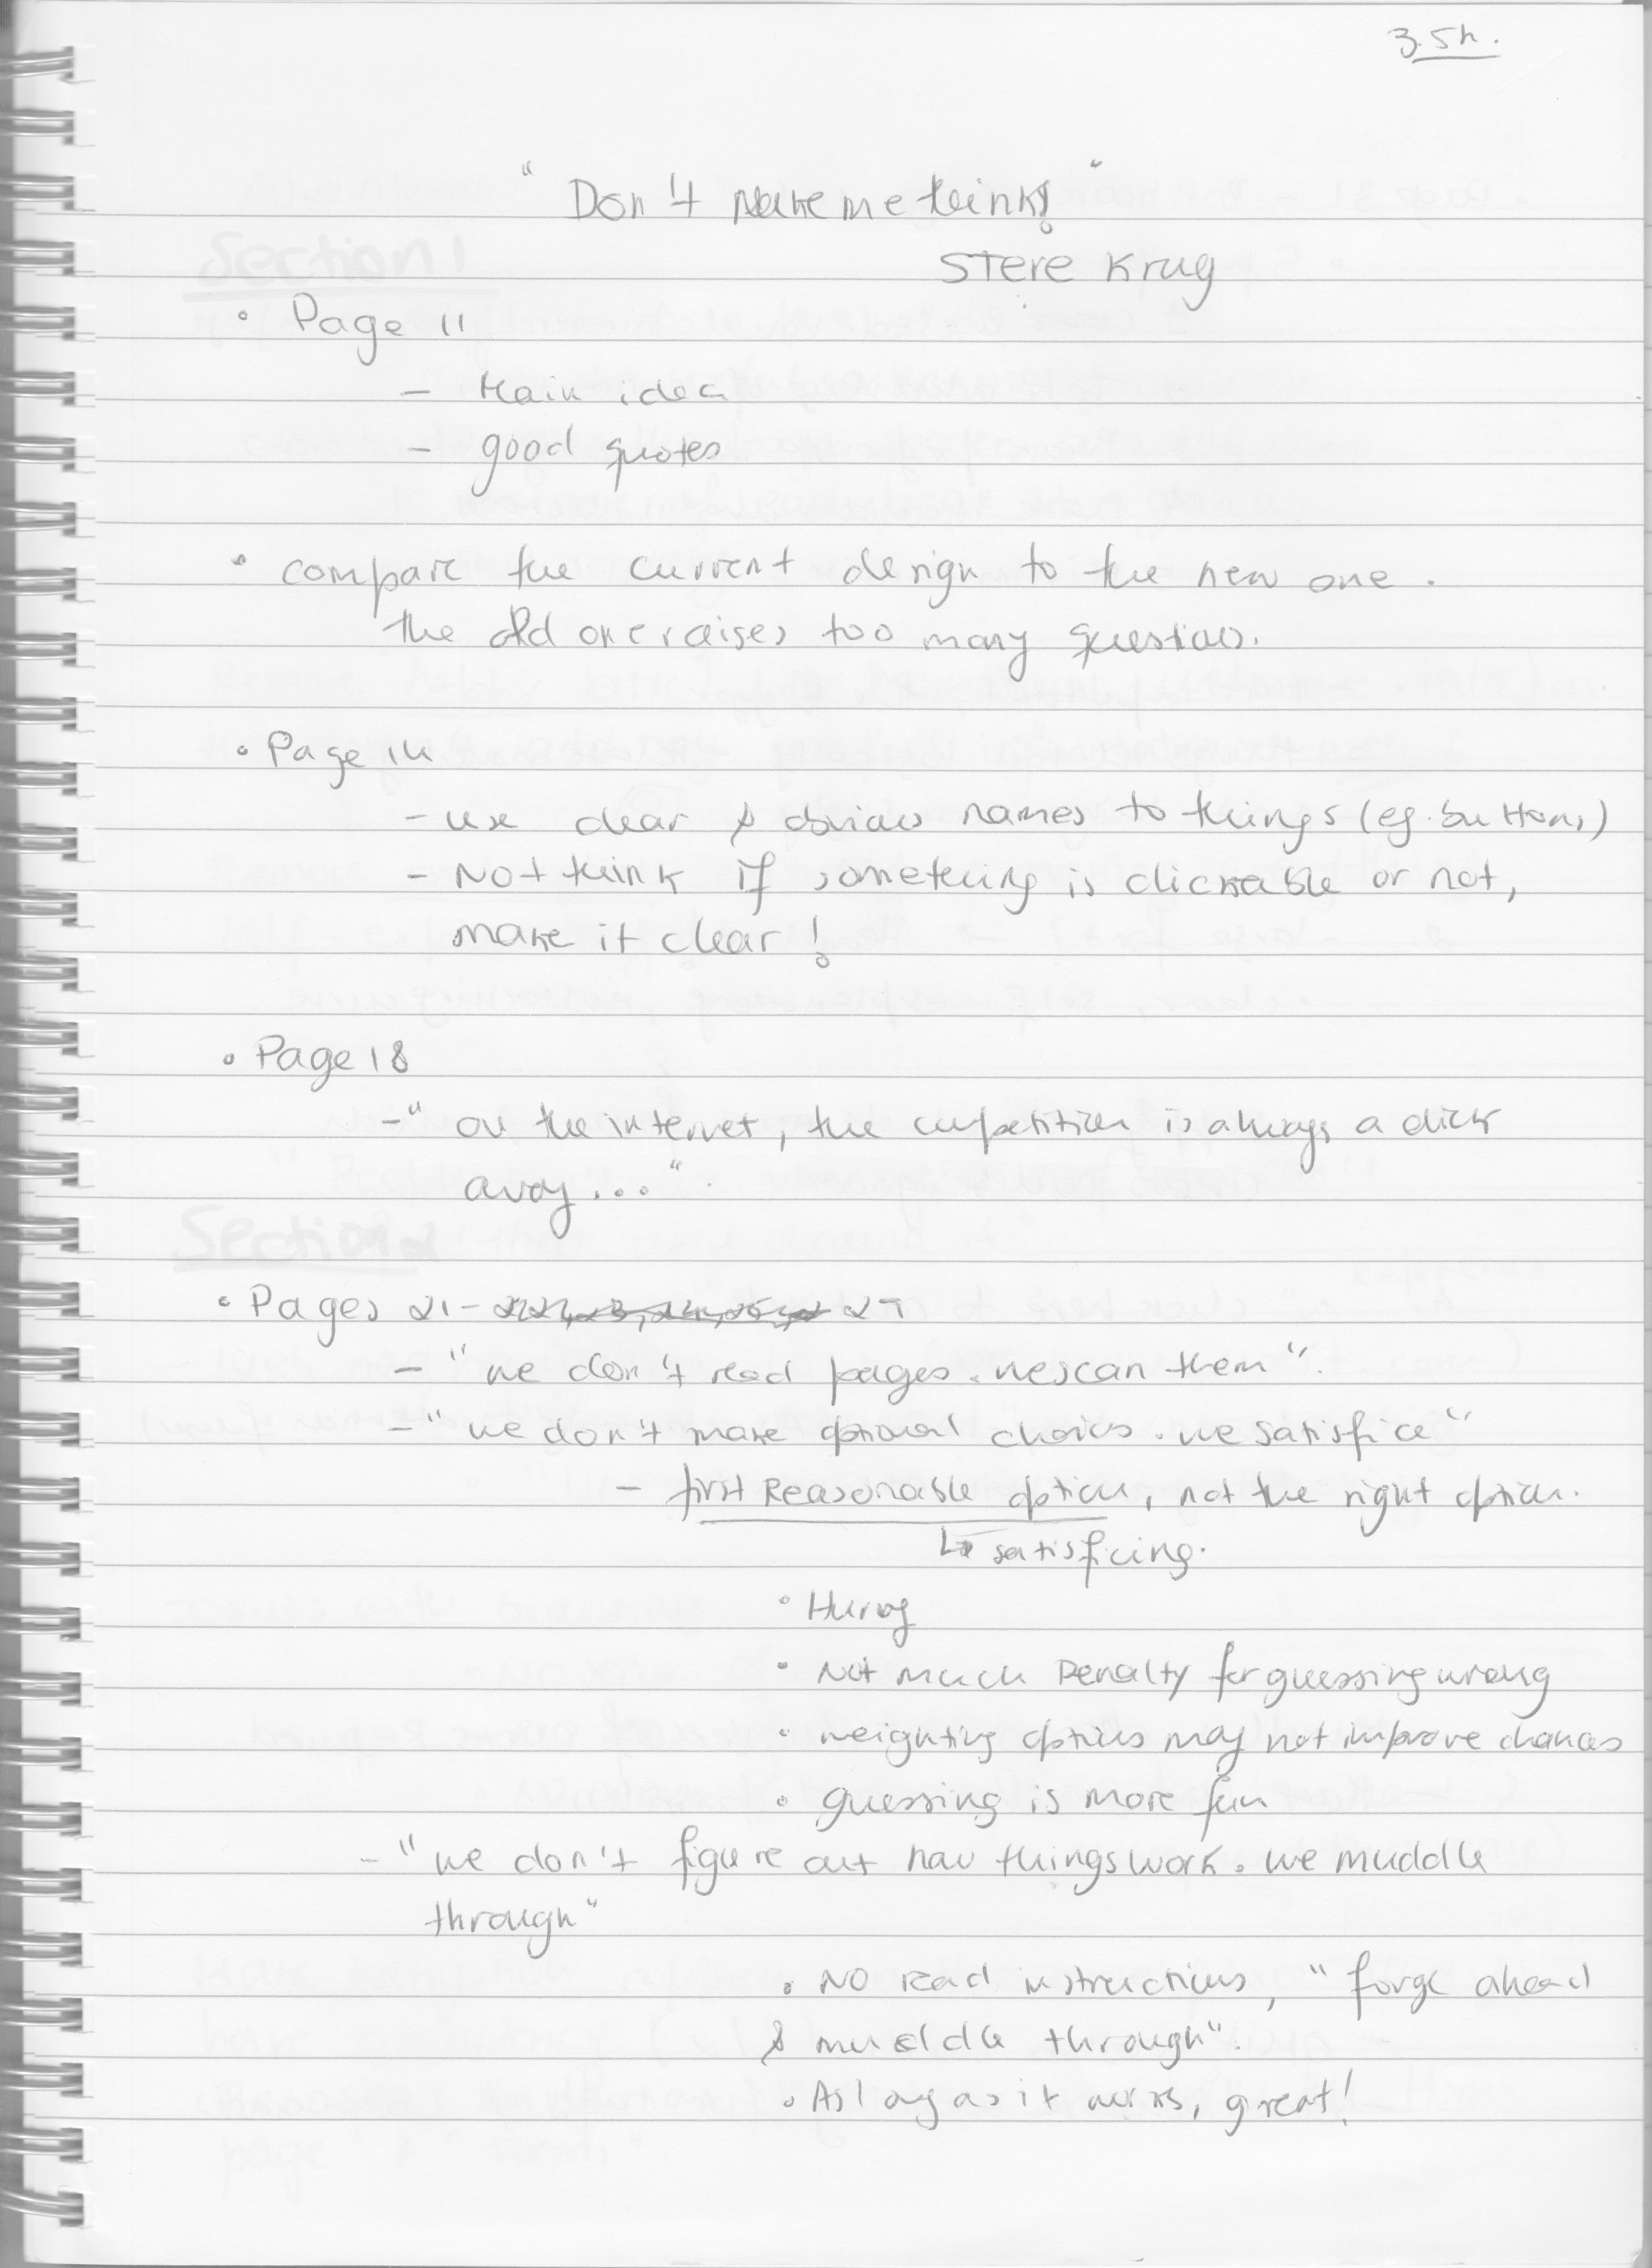 3.5h.
" Don't Make me think! "
Steve Krug
• Page 11
- Main idea
- good quotes
• compare the current design to the new one.
the old one raises too many questions.
• Page 14
- use clear & obvious names to things (eg. buttons)
- Not think if something is clickable or not,
make it clear!
• Page 18
- " on the internet, the competition is always a click
away..." .
• Pages 21- 29
- " we don't read pages. we scan them".
- " we don't make optional choices. we satisfice"
- first Reasonable option, not the right option.
↳ satisficing.
• Hurry
• Not much Penalty for guessing wrong
• weighting options may not improve chances
• guessing is more fun
- " we don't figure out how things work. we muddle
through"
• NO read instructions, " forge ahead
& muddle through".
• As long as it works, great!